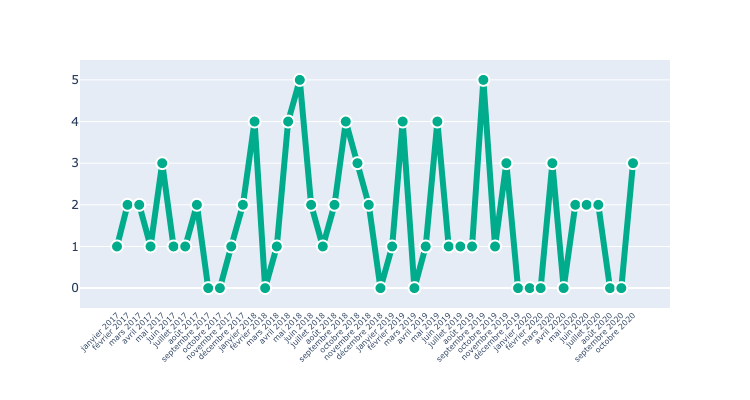 5
4
3
2
1
0
janvier 2017
février 2017
mars 2017
avril 2017
mai 2017
juin 2017
juillet 2017
août 2017
septembre 2017
octobre 2017
novembre 2017
décembre 2017
janvier 2018
février 2018
mars 2018
avril 2018
mai 2018
juin 2018
juillet 2018
août 2018
septembre 2018
octobre 2018
novembre 2018
décembre 2018
janvier 2019
février 2019
mars 2019
avril 2019
mai 2019
juin 2019
juillet 2019
août 2019
septembre 2019
octobre 2019
novembre 2019
décembre 2019
janvier 2020
février 2020
mars 2020
avril 2020
mai 2020
juin 2020
juillet 2020
août 2020
septembre 2020
octobre 2020